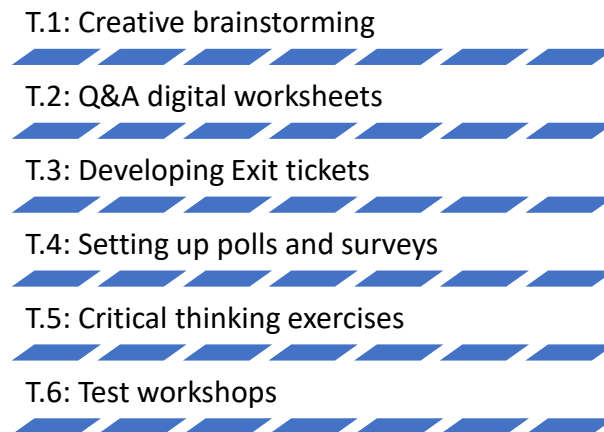 T.1: Creative brainstorming
T.2: Q&A digital worksheets
T.3: Developing Exit tickets
T.4: Setting up polls and surveys
T.5: Critical thinking exercises
T.6: Test workshops